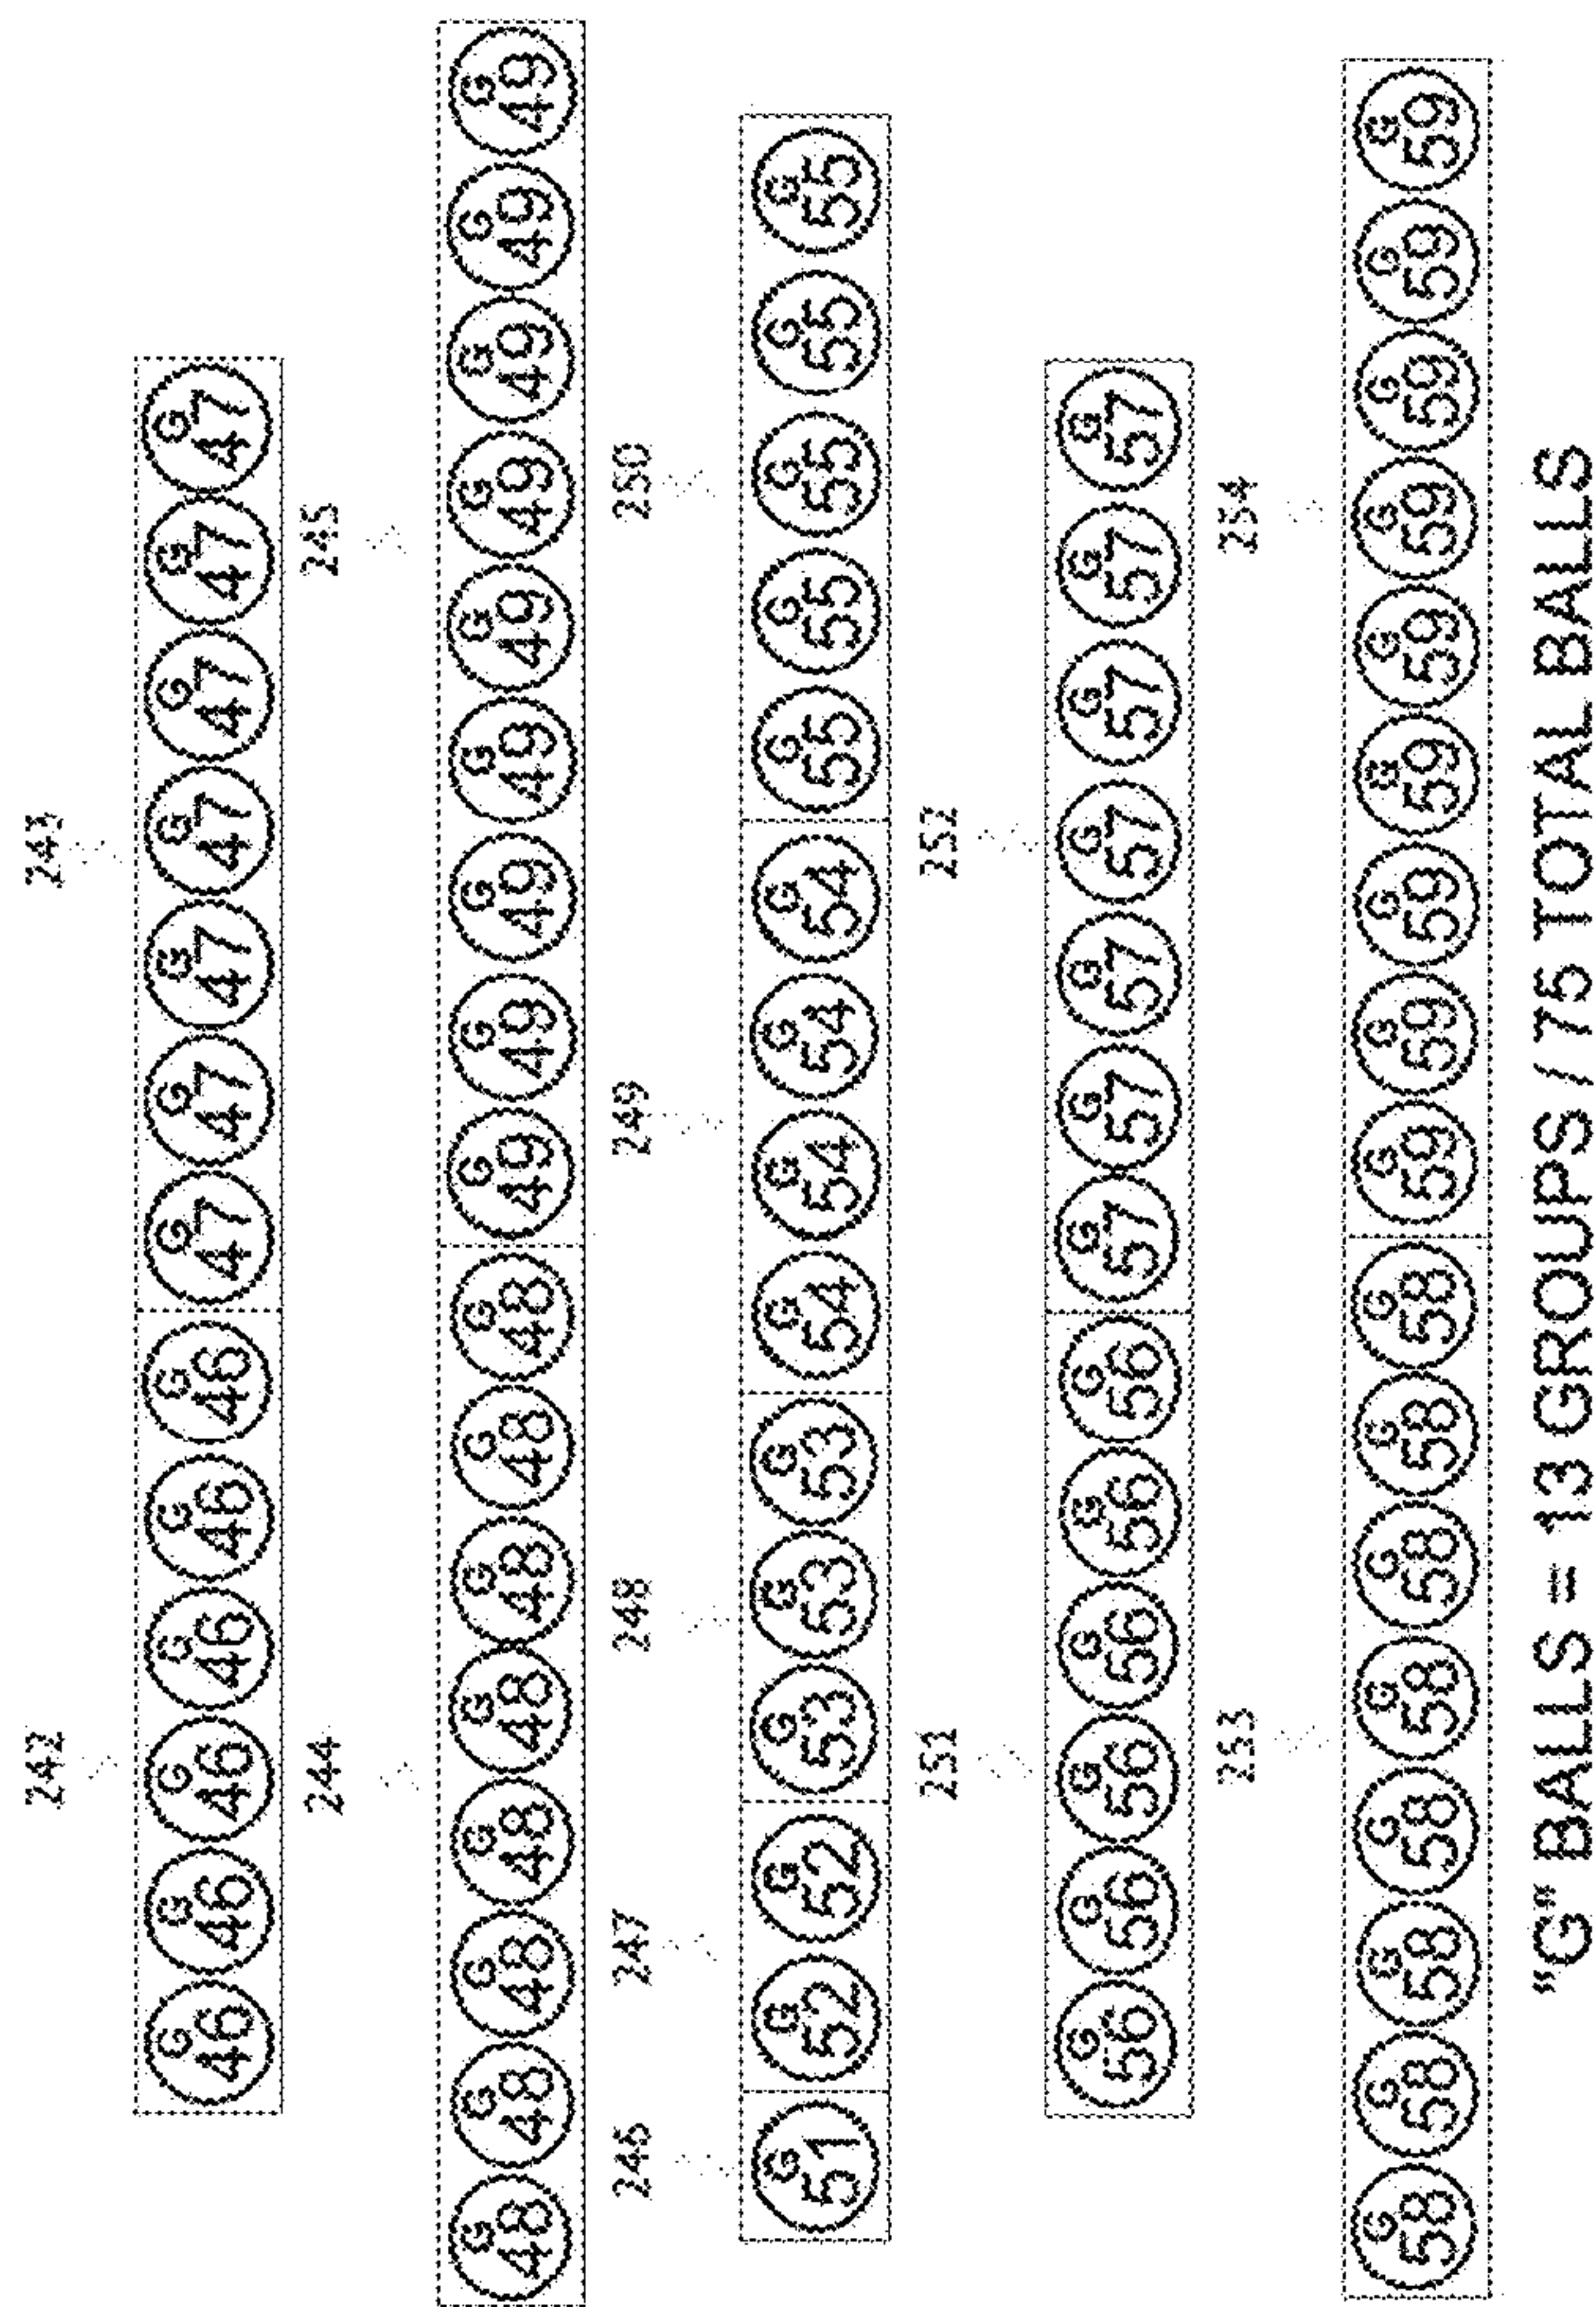 242 243
G G G G G G G G G G G G G
46 46 46 46 46 46 47 47 47 47 47 47 47
244 245
G G G G G G G G G G G G G G G G G
48 48 48 48 48 48 48 48 49 49 49 49 49 49 49 49 49
246 247 248 249 250
G G G G G G G G G G G G G G G
51 52 52 53 53 53 54 54 54 54 55 55 55 55 55
251 252
G G G G G G G G G G G G G
56 56 56 56 56 56 57 57 57 57 57 57 57
253 254
G G G G G G G G G G G G G G G G G
58 58 58 58 58 58 58 58 59 59 59 59 59 59 59 59 59
"G" BALLS = 13 GROUPS / 75 TOTAL BALLS